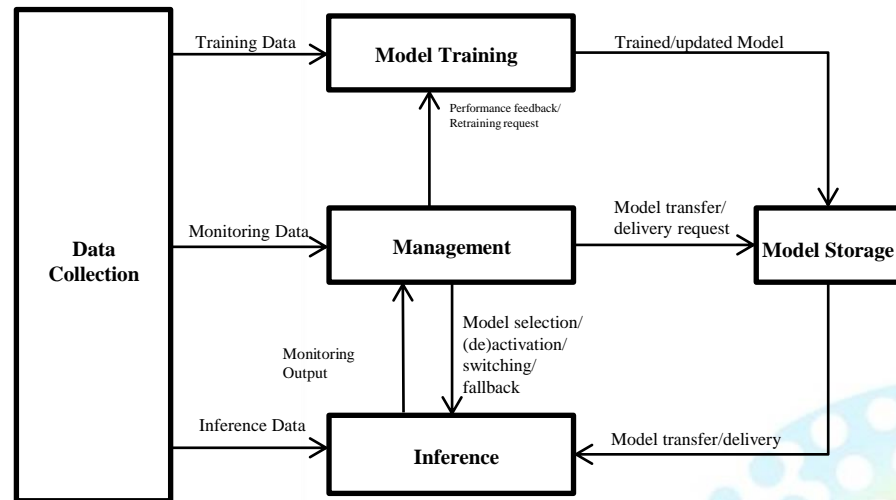 Training Data
Model Training
Trained/updated Model
Performance feedback/
Retraining request
Data
Collection
Monitoring Data
Management
Model transfer/
delivery request
Model Storage
Monitoring
Output
Model selection/
(de)activation/
switching/
fallback
Inference Data
Inference
Model transfer/delivery